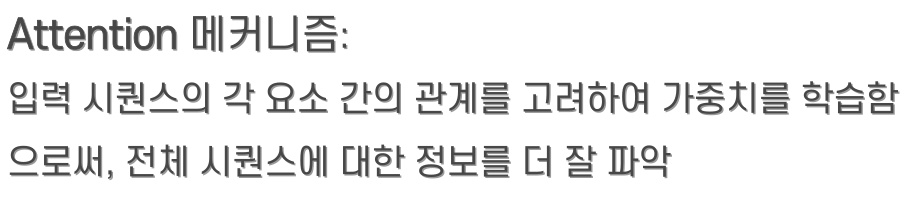 Attention 메커니즘:
입력 시퀀스의 각 요소 간의 관계를 고려하여 가중치를 학습함
으로써, 전체 시퀀스에 대한 정보를 더 잘 파악